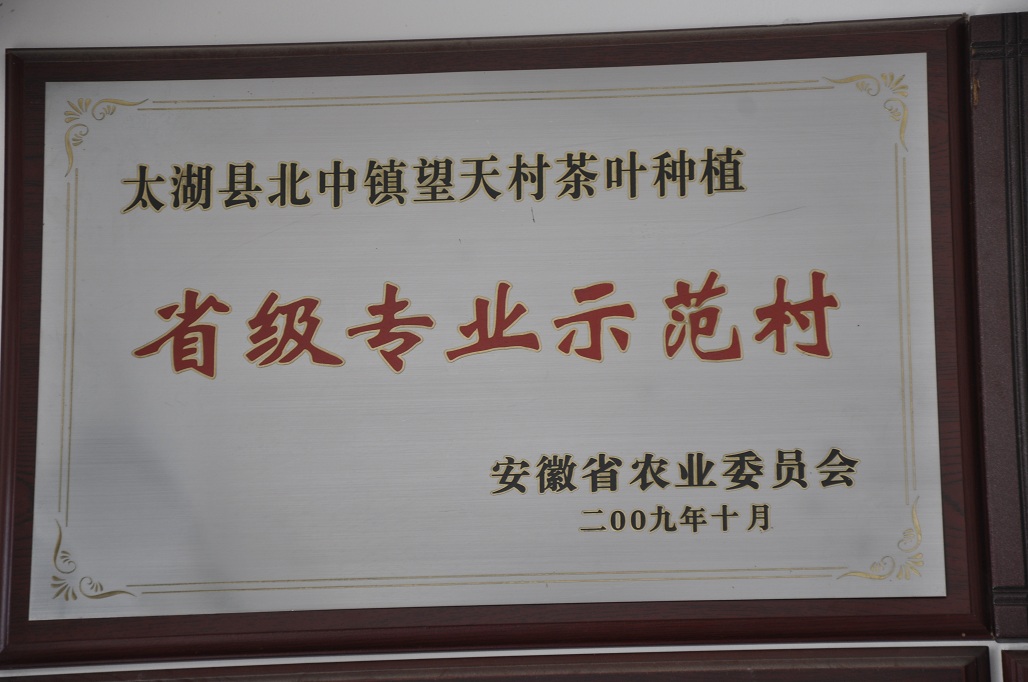 太湖县北中镇望天村茶叶种植
省级专业示范村
安徽省农业委员会
二00九年十月